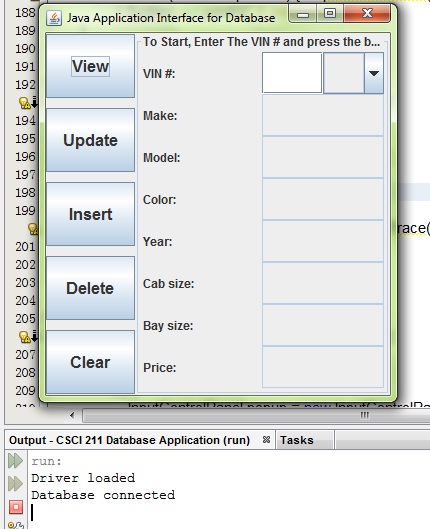 188
Java Application Interface for Database
189
190
191
192
194
195
196
197
198
199
201
202
203
204
205
207
208
209
To Start, Enter The VIN # and press the b...
View
VIN #:
Make:
Update
Model:
Color:
Insert
Year:
race(
Cab size:
Delete
Bay size:
Price:
Clear
InputControlPanel popup = new InputControlPa
Output - CSCI 211 Database Application (run)
Tasks
run:
Driver loaded
Database connected